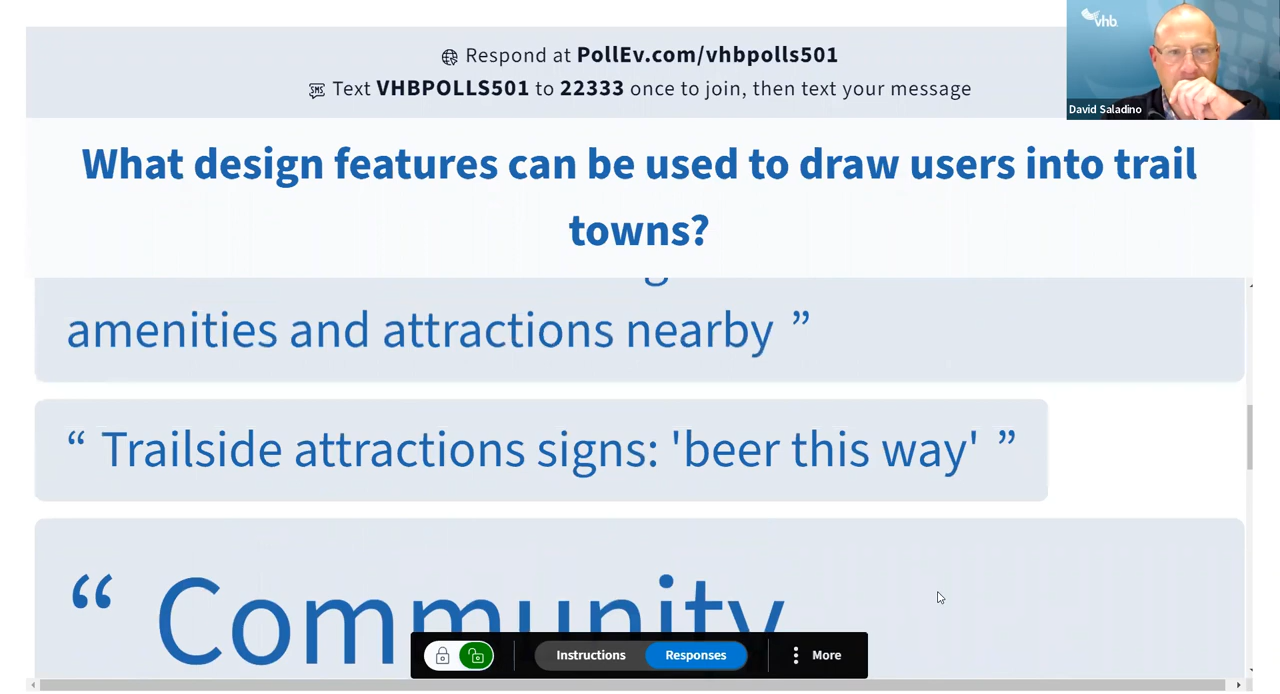 Respond at PollEv.com/vhbpolls501
Text VHBPOLLS501 to 22333 once to join, then text your message
vhb
David Saladino
What design features can be used to draw users into trail
towns?
amenities and attractions nearby ”
“ Trailside attractions signs: 'beer this way' ”
“ Community
Instructions
Responses
More